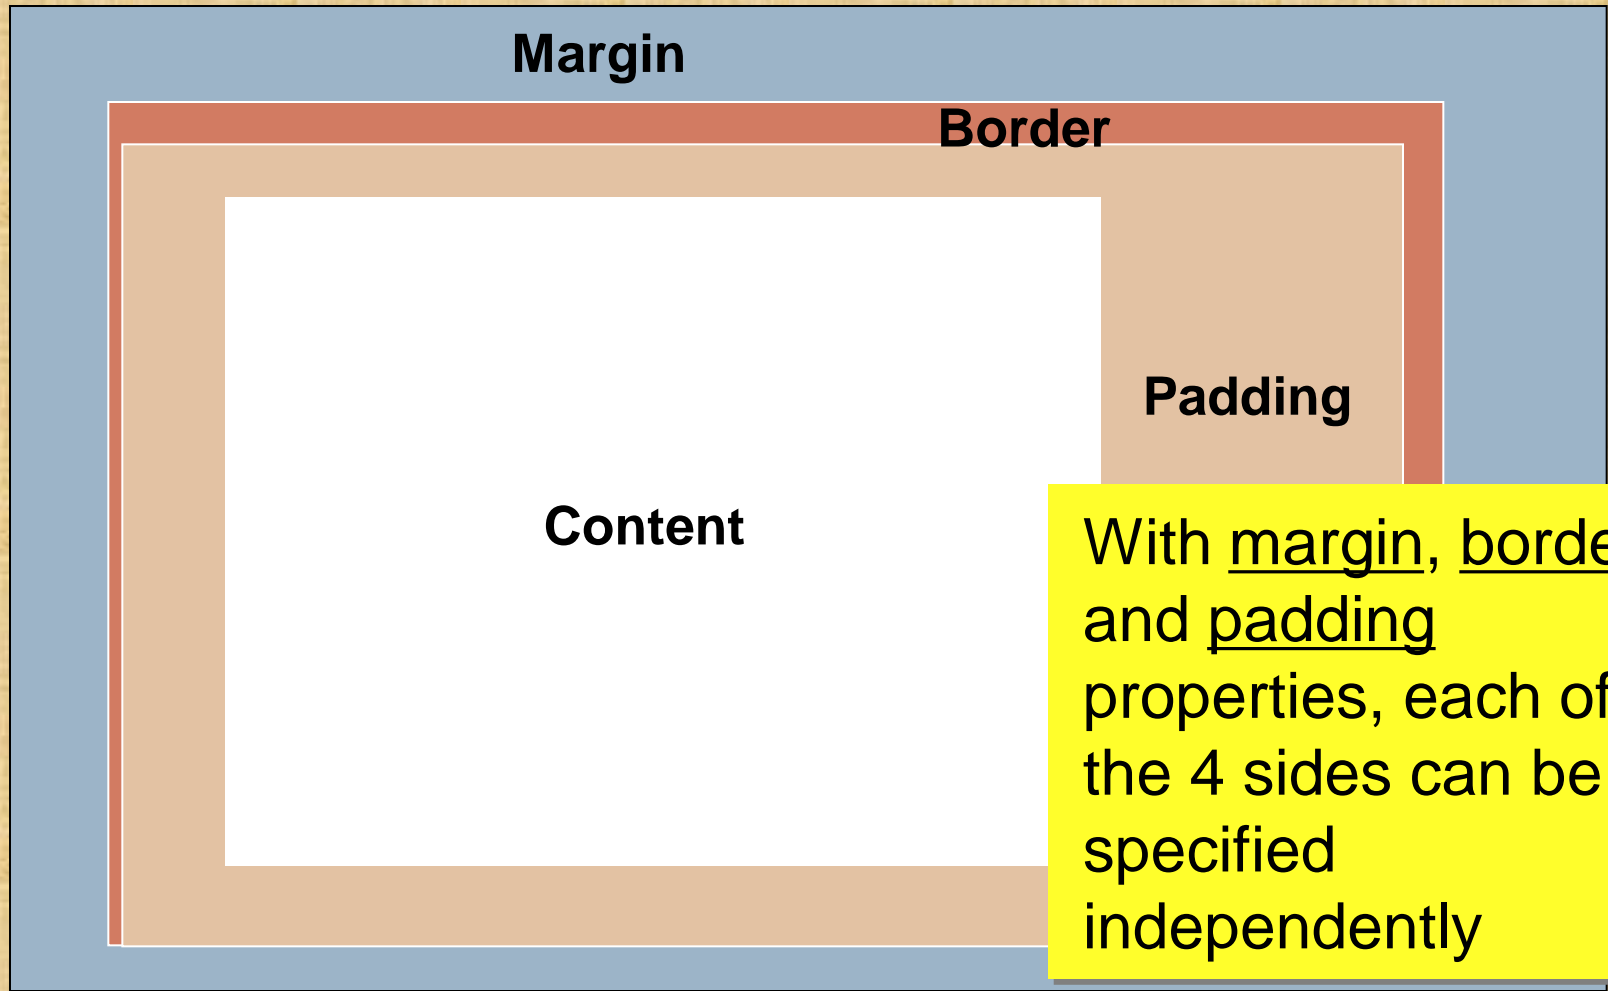 Margin
Border
Padding
Content
With margin, borde
and padding
properties, each of
the 4 sides can be
specified
independently